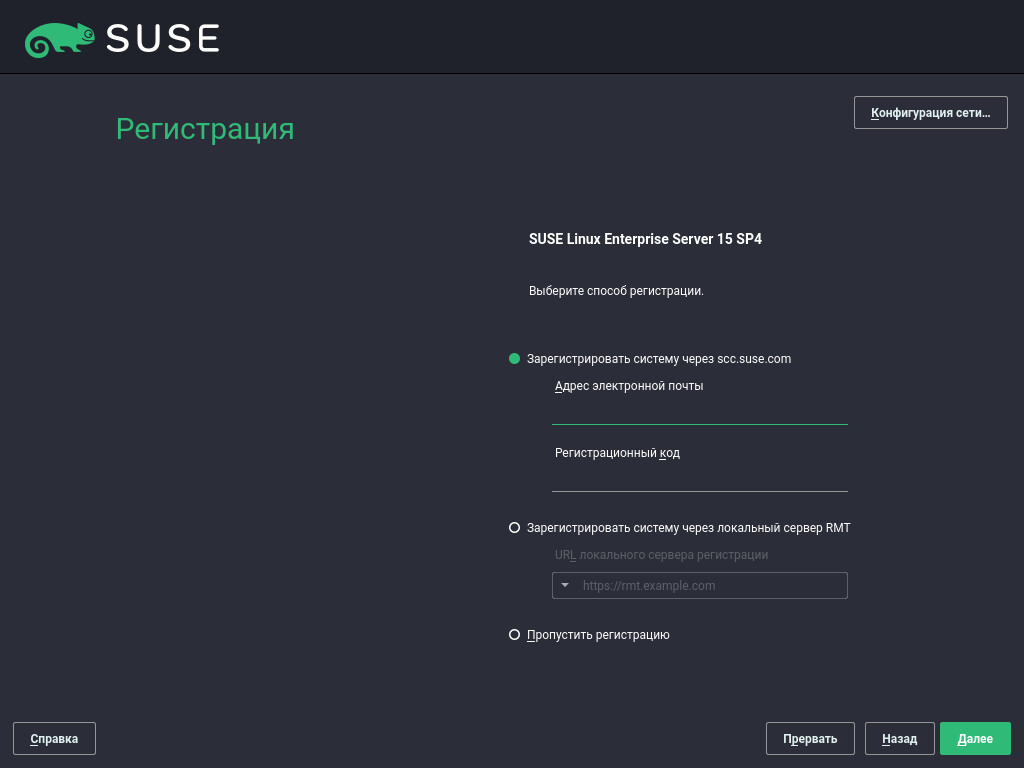 SUSE
Регистрация
Конфигурация сети...
SUSE Linux Enterprise Server 15 SP4
Выберите способ регистрации.
Зарегистрировать систему через scc.suse.com
Адрес электронной почты
Регистрационный код
Зарегистрировать систему через локальный сервер RMT
URL локального сервера регистрации
https://rmt.example.com
Пропустить регистрацию
Справка
Прервать
Назад
Далее